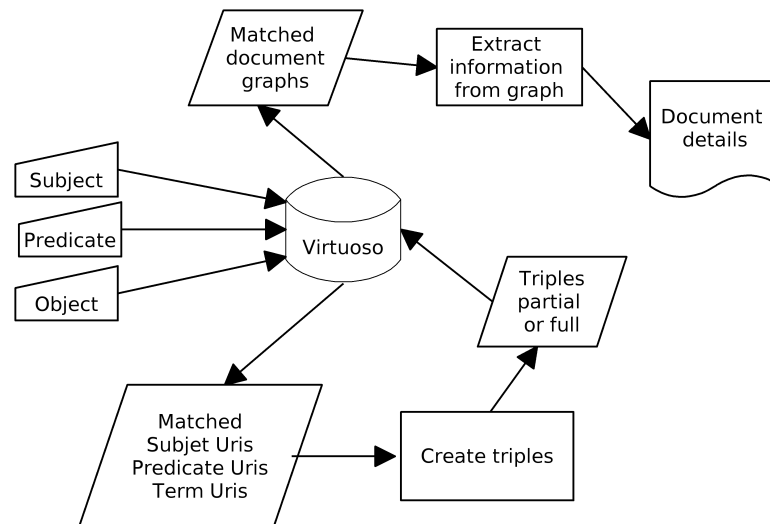 Matched
document
graphs
Extract
information
from graph
Document
details
Subject
Predicate
Object
Virtuoso
Triples
partial
or full
Matched
Subjet Uris
Predicate Uris
Term Uris
Create triples